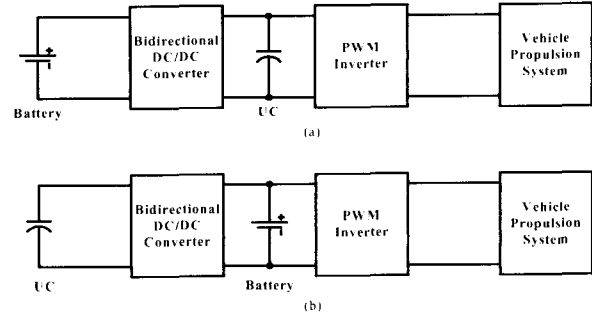 Bidirectional
DC/DC
Converter
PWM
Inverter
Vehicle
Propulsion
System
Battery
UC
(a)
Bidirectional
DC/DC
Converter
PWM
Inverter
Vehicle
Propulsion
System
UC
Battery
(b)